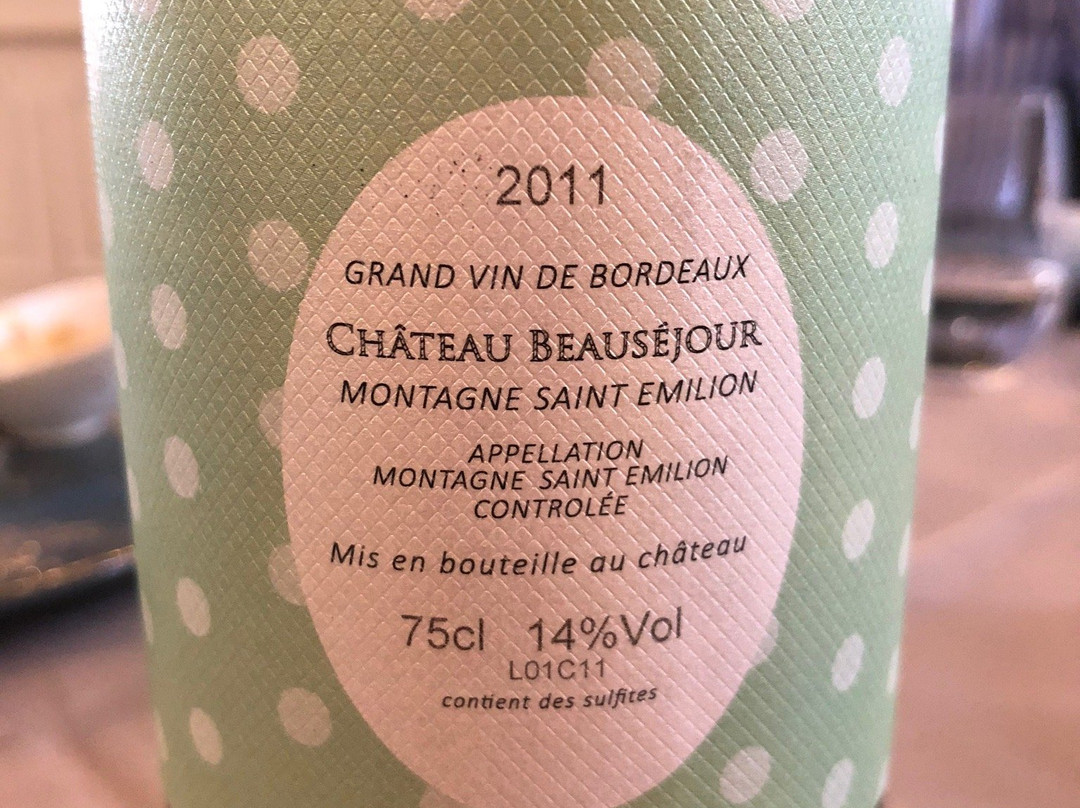 2011
GRAND VIN DE BORDEAUX
CHÂTEAU BEAUSÉJOUR
MONTAGNE SAINT EMILION
APPELLATION
MONTAGNE SAINT EMILION
CONTROLÉE
Mis en bouteille au château
75cl 14%Vol
L01C11
contient des sulfites